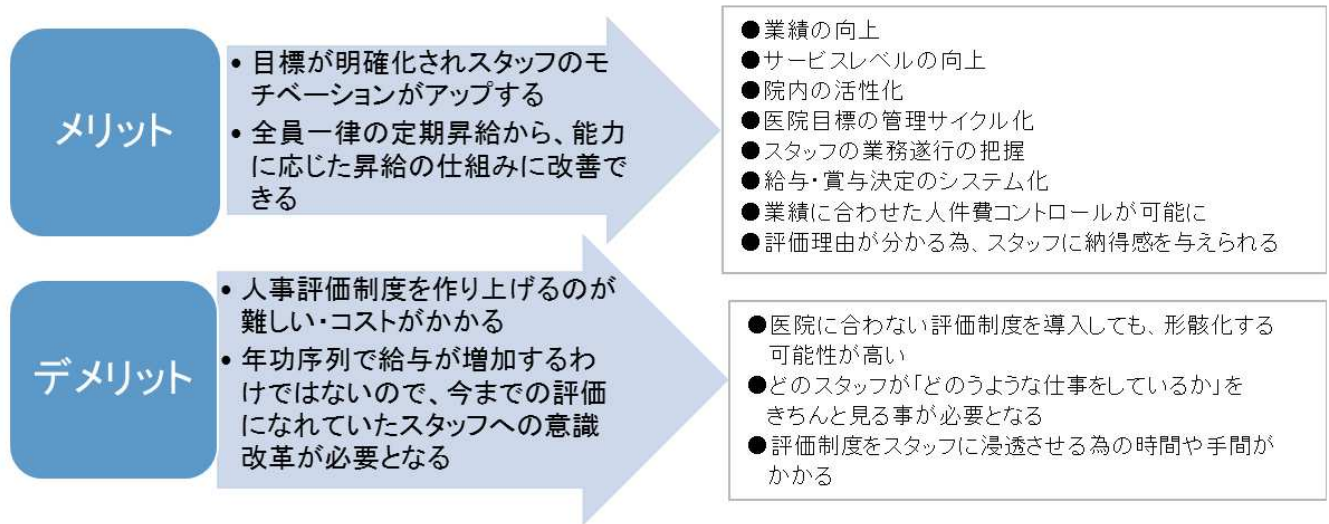 メリット
• 目標が明確化されスタッフのモ
チベーションがアップする
• 全員一律の定期昇給から、能力
に応じた昇給の仕組みに改善で
きる
●業績の向上
●サービスレベルの向上
●院内の活性化
●医院目標の管理サイクル化
●スタッフの業務遂行の把握
●給与・賞与決定のシステム化
●業績に合わせた人件費コントロールが可能に
●評価理由が分かる為、スタッフに納得感を与えられる
デメリット
• 人事評価制度を作り上げるのが
難しい・コストがかかる
• 年功序列で給与が増加するわ
けではないので、今までの評価
になれていたスタッフへの意識
改革が必要となる
●医院に合わない評価制度を導入しても、形骸化する
可能性が高い
●どのスタッフが「どのうような仕事をしているか」を
きちんと見る事が必要となる
●評価制度をスタッフに浸透させる為の時間や手間が
かかる